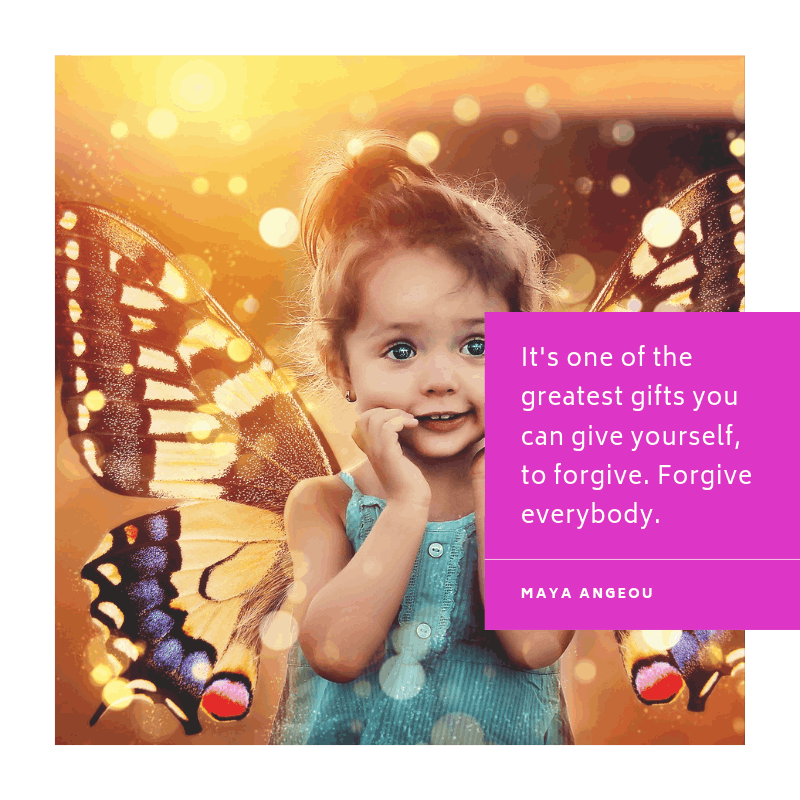 It's one of the
greatest gifts you
can give yourself,
to forgive. Forgive
everybody.
MAYA ANGEOU